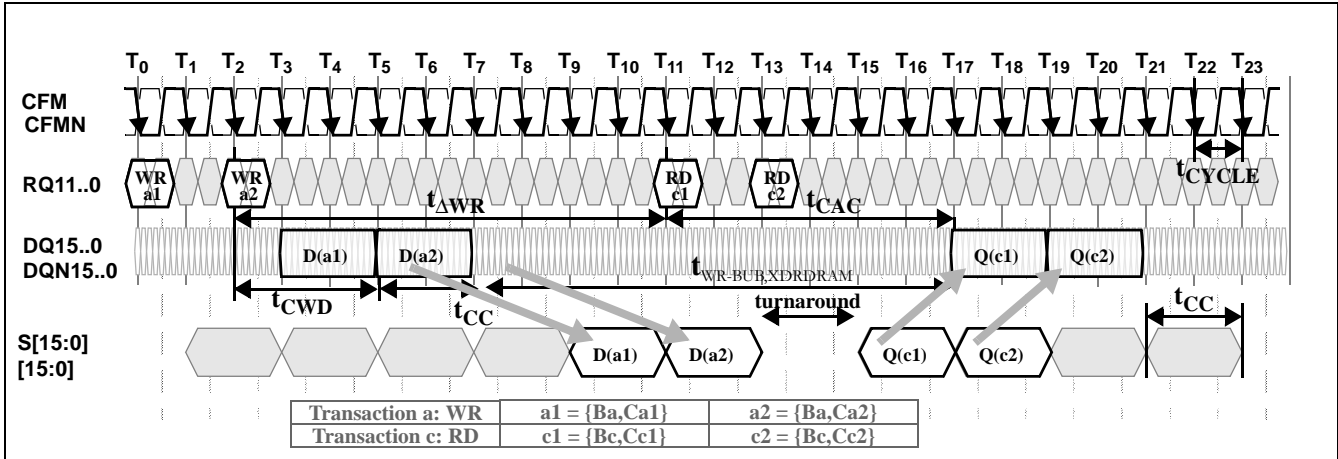 T0 T1 T2 T3 T4 T5 T6 T7 T8 T9 T10 T11 T12 T13 T14 T15 T16 T17 T18 T19 T20 T21 T22 T23
CFM
CFMN
tCYCLE
RQ11..0
WR a1
WR a2
RD c1
RD c2
tΔWR
tCAC
DQ15..0
DQN15..0
D(a1)
D(a2)
Q(c1)
Q(c2)
tCWD
tCC
tWR-BUB,XDRDRAM
turnaround
tCC
S[15:0]
[15:0]
D(a1)
D(a2)
Q(c1)
Q(c2)
Transaction a: WR a1 = {Ba,Ca1} a2 = {Ba,Ca2}
Transaction c: RD c1 = {Bc,Cc1} c2 = {Bc,Cc2}